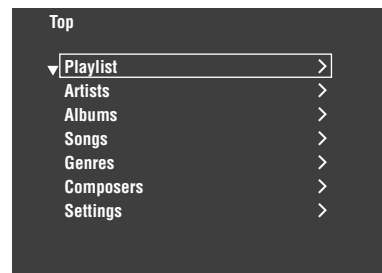 Top
Playlist
Artists
Albums
Songs
Genres
Composers
Settings